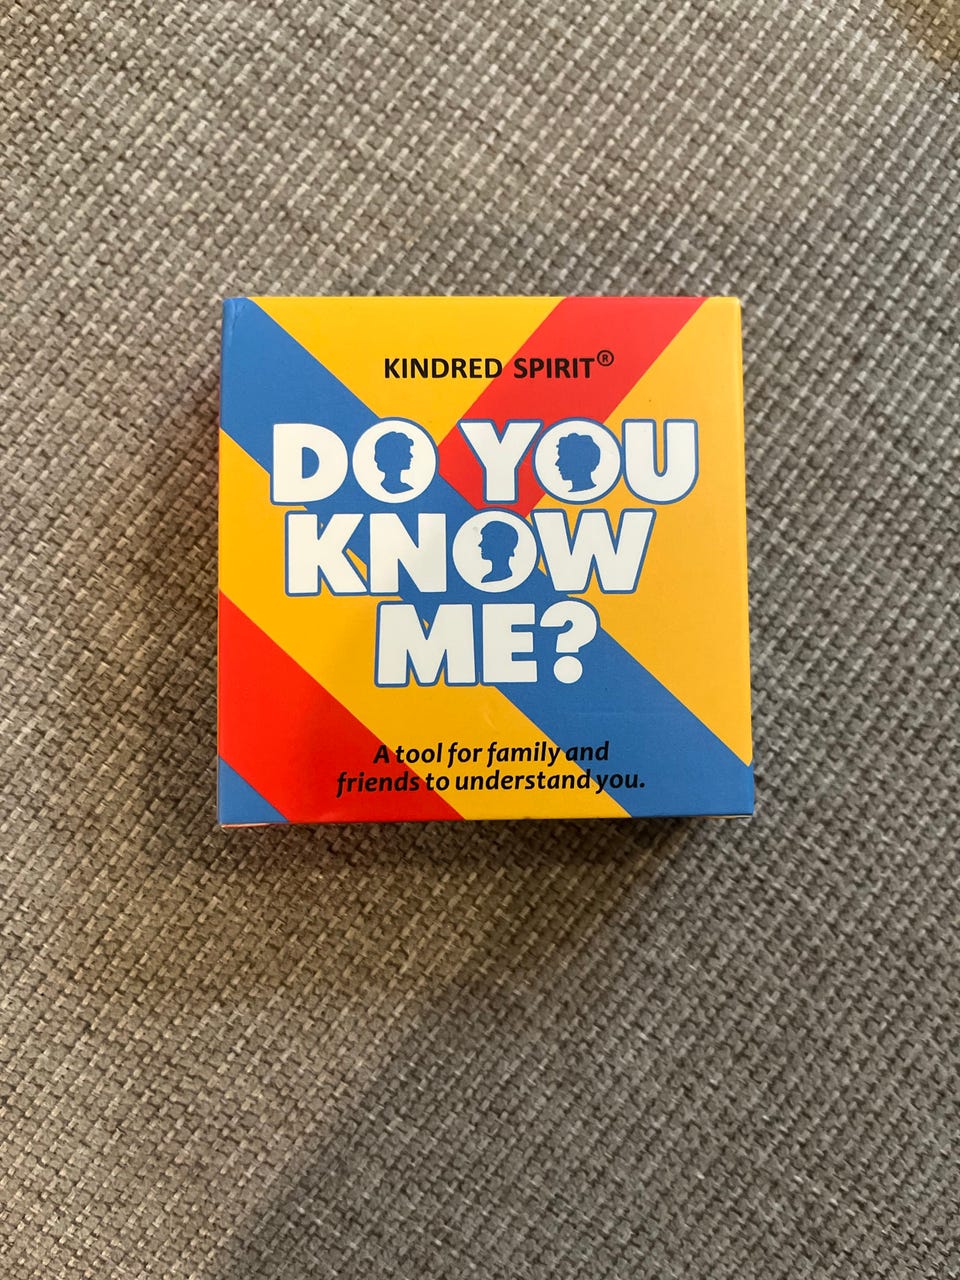 KINDRED SPIRIT®
DO YOU
KNOW
ME?
A tool for family and
friends to understand you.